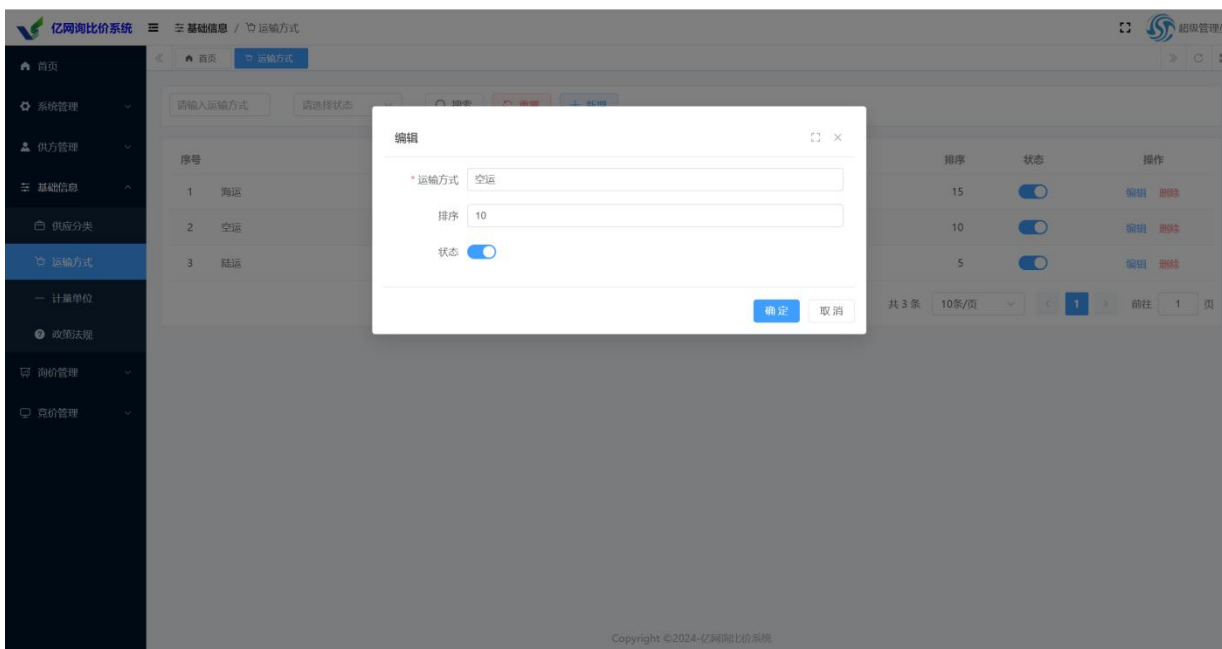 亿网询比价系统 基础信息 / 运输方式 超级管理
首页 首页 运输方式
系统管理 请输入运输方式 请选择状态 搜索 重置 新增
供方管理
基础信息
供应分类
运输方式
计量单位
政策法规
询价管理
竞价管理
序号 排序 状态 操作
1 海运 15 编辑 删除
2 空运 10 编辑 删除
3 陆运 5 编辑 删除
共 3 条 10条/页 1 前往 1 页
编辑
* 运输方式 空运
排序 10
状态
确定 取消
Copyright ©2024-亿网询比价系统